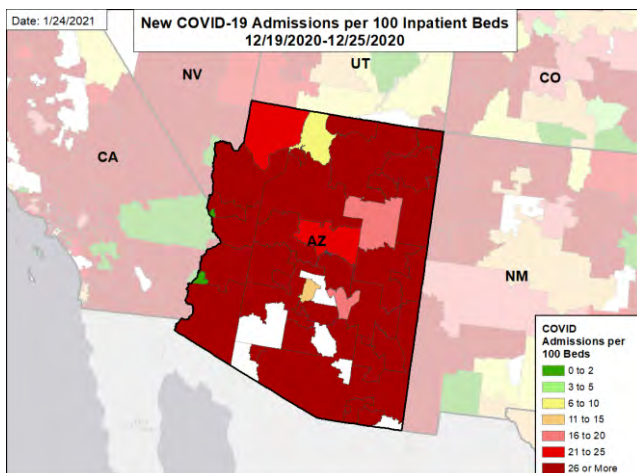 Date: 1/24/2021
New COVID-19 Admissions per 100 Inpatient Beds
12/19/2020-12/25/2020
NV
UT
CO
CA
AZ
NM
COVID
Admissions per
100 Beds
0 to 2
3 to 5
6 to 10
11 to 15
16 to 20
21 to 25
26 or More